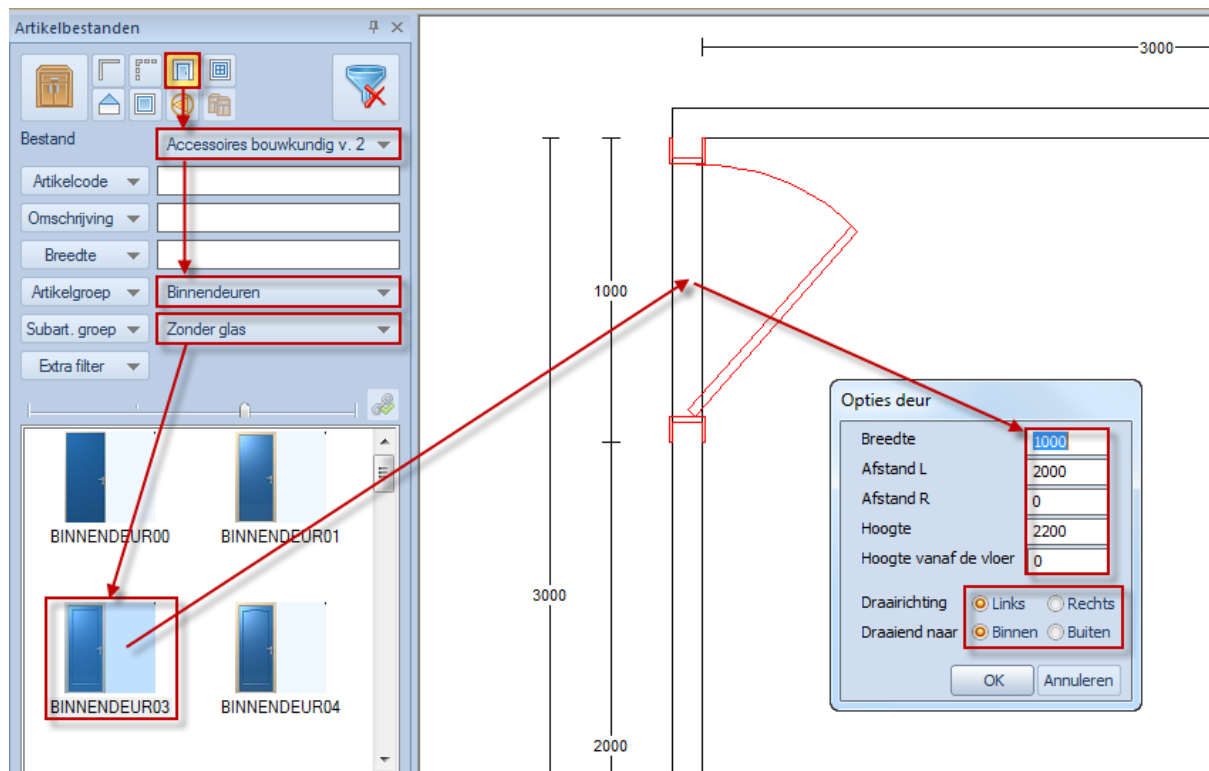 Artikelbestanden
Bestand
Accessoires bouwkundig v. 2
Artikelcode
Omschrijving
Breedte
Artikelgroep
Binnendeuren
Subart. groep
Zonder glas
Extra filter
BINNENDEUR00
BINNENDEUR01
BINNENDEUR03
BINNENDEUR04
3000
1000
3000
2000
Opties deur
Breedte 1000
Afstand L 2000
Afstand R 0
Hoogte 2200
Hoogte vanaf de vloer 0
Draairichting Links Rechts
Draaiend naar Binnen Buiten
OK Annuleren